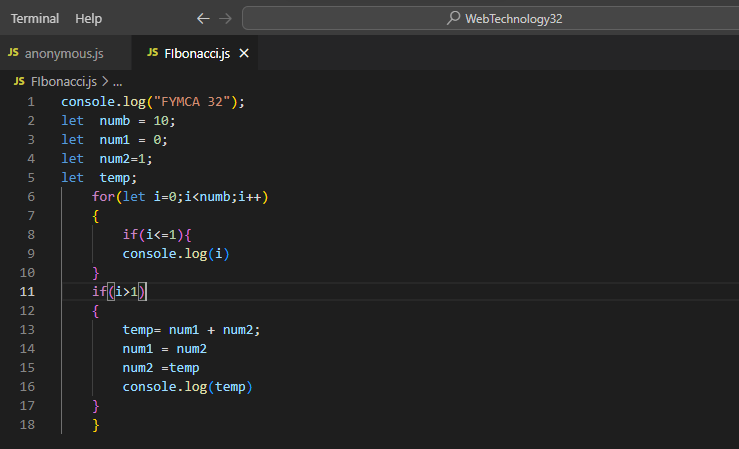 Terminal Help WebTechnology32
JS anonymous.js JS FIbonacci.js
JS FIbonacci.js > ...
1 console.log("FYMCA 32");
2 let  numb = 10;
3 let  num1 = 0;
4 let  num2=1;
5 let  temp;
6     for(let i=0;i<numb;i++)
7     {
8         if(i<=1){
9         console.log(i)
10     }
11     if(i>1)
12     {
13         temp= num1 + num2;
14         num1 = num2
15         num2 =temp
16         console.log(temp)
17     }
18     }